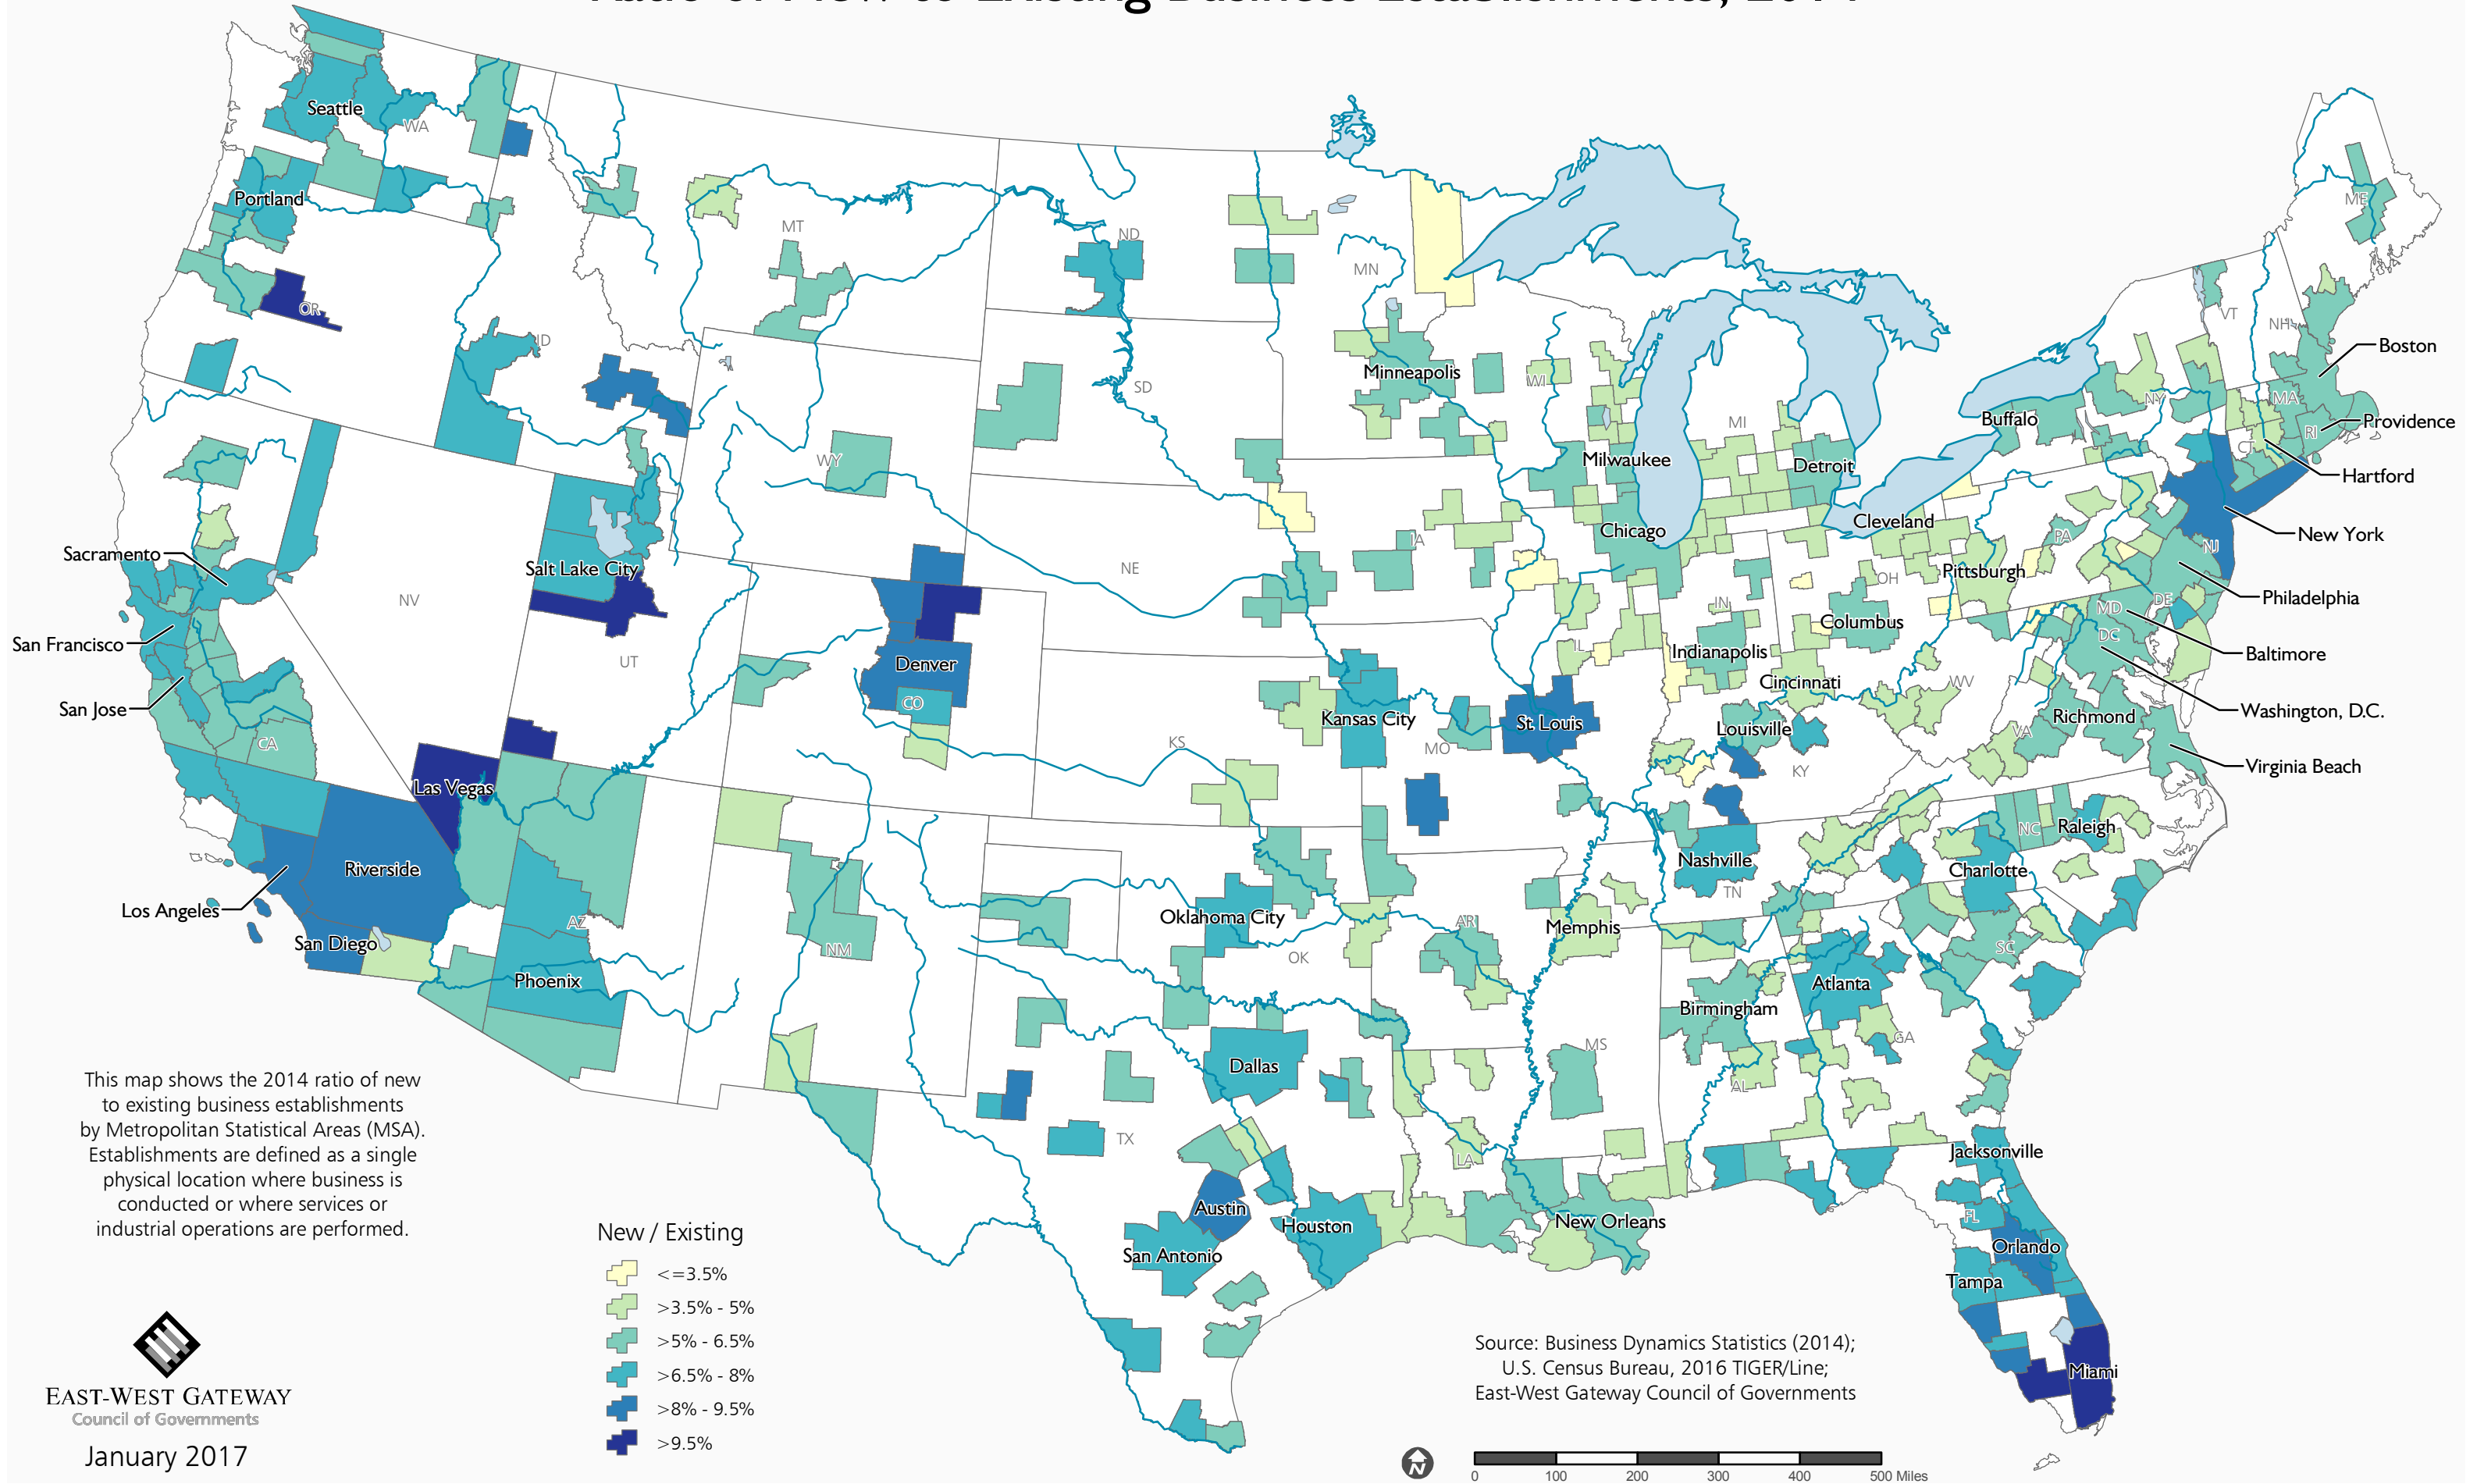 Ratio of New to Existing Business Establishments, 2014
Seattle
WA
Portland
OR
MT
ID
ND
SD
MN
Minneapolis
WI
WY
MI
Milwaukee
Detroit
Chicago
Cleveland
Buffalo
NY
VT
NH
ME
MA
CT
RI
Boston
Providence
Hartford
New York
Philadelphia
Baltimore
Washington, D.C.
Virginia Beach
Sacramento
San Francisco
San Jose
CA
NV
Salt Lake City
UT
Las Vegas
Denver
CO
NE
IA
KS
Kansas City
MO
St. Louis
IL
IN
Indianapolis
OH
Columbus
Cincinnati
Pittsburgh
PA
NJ
DE
MD
DC
WV
VA
Richmond
Louisville
KY
Nashville
TN
NC
Raleigh
Charlotte
SC
Los Angeles
Riverside
San Diego
AZ
Phoenix
NM
Oklahoma City
OK
AR
Memphis
MS
Birmingham
AL
Atlanta
GA
Dallas
TX
LA
Austin
San Antonio
Houston
New Orleans
Jacksonville
FL
Orlando
Tampa
Miami
This map shows the 2014 ratio of new
to existing business establishments
by Metropolitan Statistical Areas (MSA).
Establishments are defined as a single
physical location where business is
conducted or where services or
industrial operations are performed.
New / Existing
<=3.5%
>3.5% - 5%
>5% - 6.5%
>6.5% - 8%
>8% - 9.5%
>9.5%
EAST-WEST GATEWAY
Council of Governments
January 2017
Source: Business Dynamics Statistics (2014);
U.S. Census Bureau, 2016 TIGER/Line;
East-West Gateway Council of Governments
N
0 100 200 300 400 500 Miles